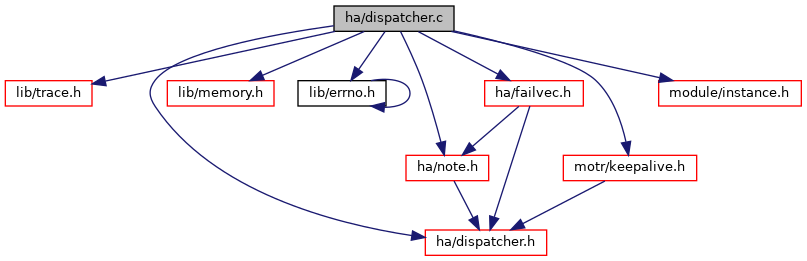 ha/dispatcher.c
lib/trace.h
lib/memory.h
lib/errno.h
ha/failvec.h
module/instance.h
ha/note.h
motr/keepalive.h
ha/dispatcher.h